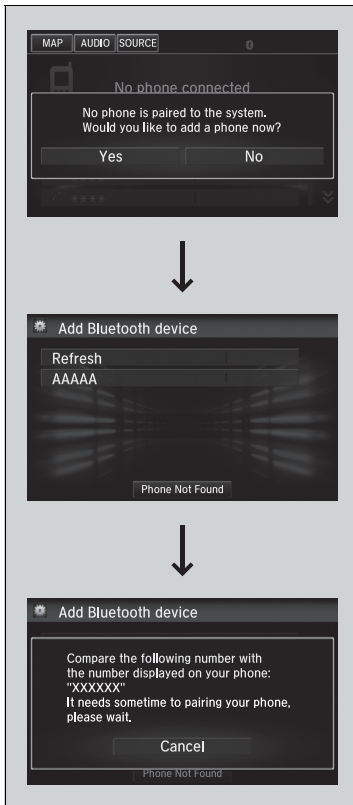 MAP AUDIO SOURCE 0
No phone connected
No phone is paired to the system.
Would you like to add a phone now?
Yes No
****
Add Bluetooth device
Refresh
AAAAA
Phone Not Found
Add Bluetooth device
Compare the following number with
the number displayed on your phone:
"XXXXXX"
It needs sometime to pairing your phone,
please wait.
Cancel
Phone Not Found